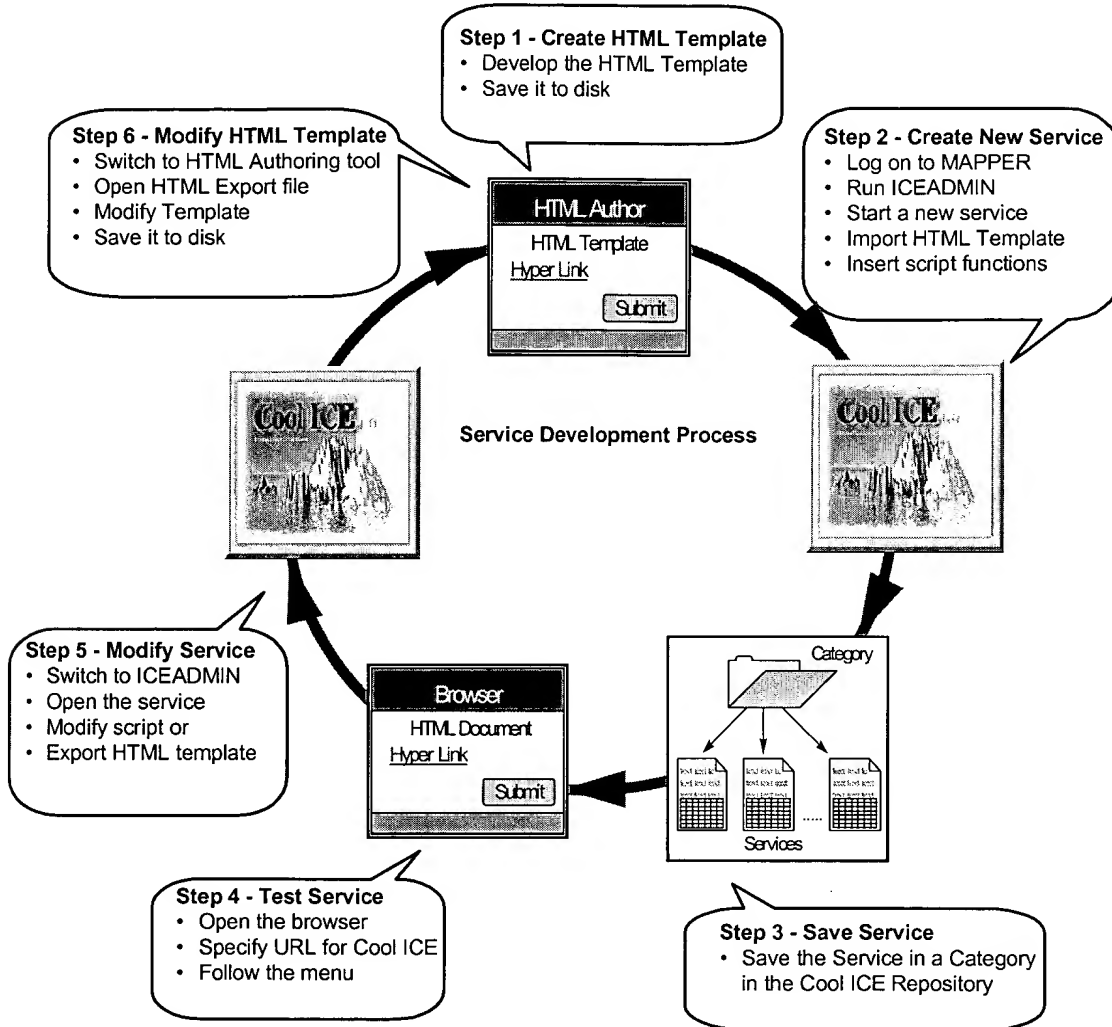 Step 1 - Create HTML Template
• Develop the HTML Template
• Save it to disk
Step 6 - Modify HTML Template
• Switch to HTML Authoring tool
• Open HTML Export file
• Modify Template
• Save it to disk
Step 2 - Create New Service
• Log on to MAPPER
• Run ICEADMIN
• Start a new service
• Import HTML Template
• Insert script functions
HTML Author
HTML Template
Hyper Link
Submit
Cool ICE
Service Development Process
Cool ICE
Step 5 - Modify Service
• Switch to ICEADMIN
• Open the service
• Modify script or
• Export HTML template
Browser
HTML Document
Hyper Link
Submit
Category
.....
Services
Step 4 - Test Service
• Open the browser
• Specify URL for Cool ICE
• Follow the menu
Step 3 - Save Service
• Save the Service in a Category
in the Cool ICE Repository